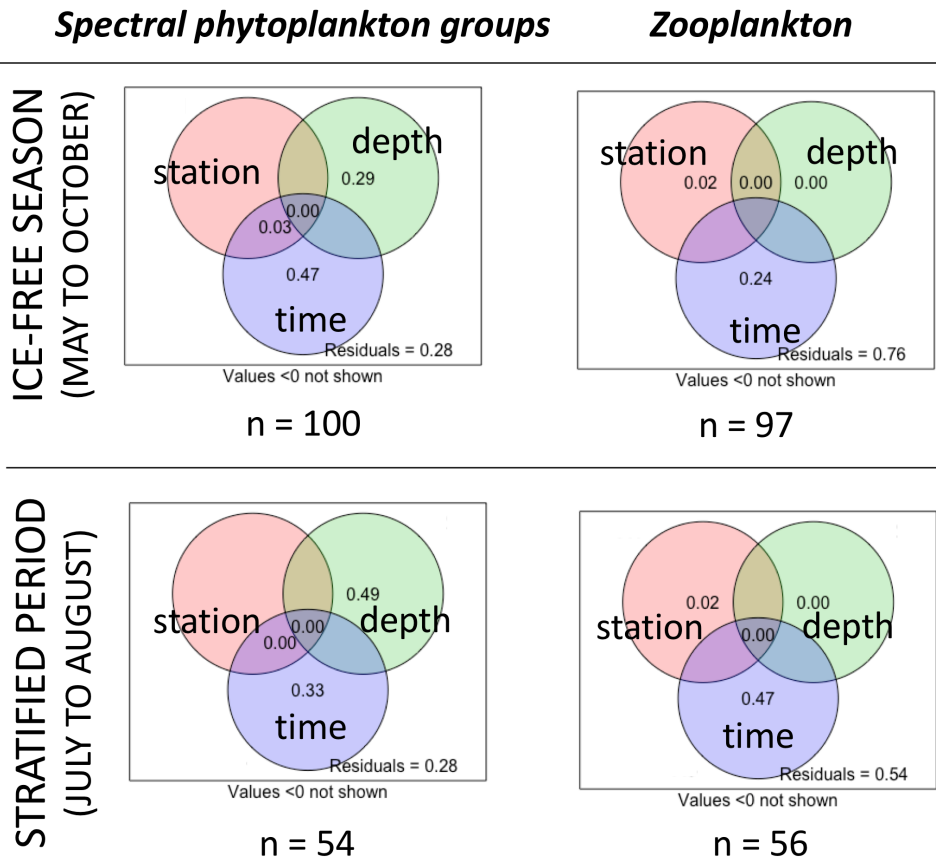 Spectral phytoplankton groups
Zooplankton
ICE-FREE SEASON
(MAY TO OCTOBER)
station
depth
0.29
0.00
0.03
0.47
time
Residuals = 0.28
Values <0 not shown
n = 100
station
depth
0.02
0.00
0.00
0.24
time
Residuals = 0.76
Values <0 not shown
n = 97
STRATIFIED PERIOD
(JULY TO AUGUST)
0.49
station
depth
0.00
0.00
0.33
time
Residuals = 0.28
Values <0 not shown
n = 54
0.02
0.00
station
depth
0.00
0.47
time
Residuals = 0.54
Values <0 not shown
n = 56